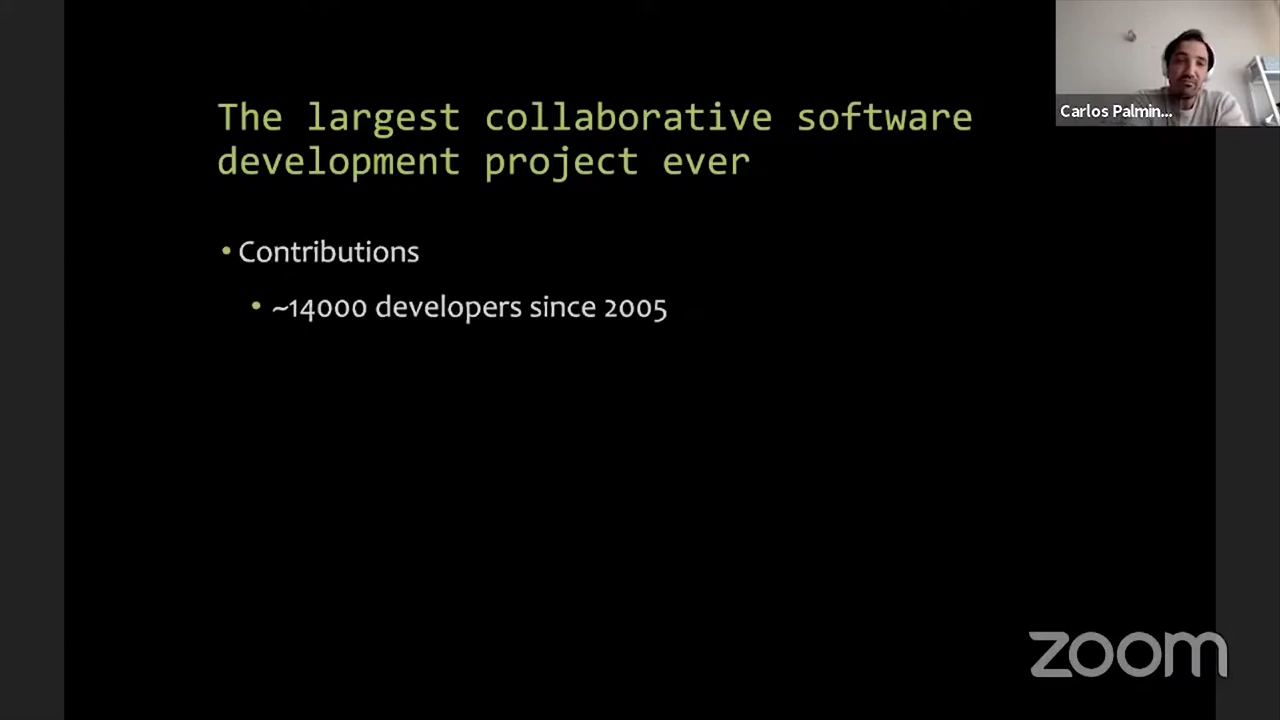 The largest collaborative software
development project ever
Carlos Palmin...
• Contributions
• ~14000 developers since 2005
zoom